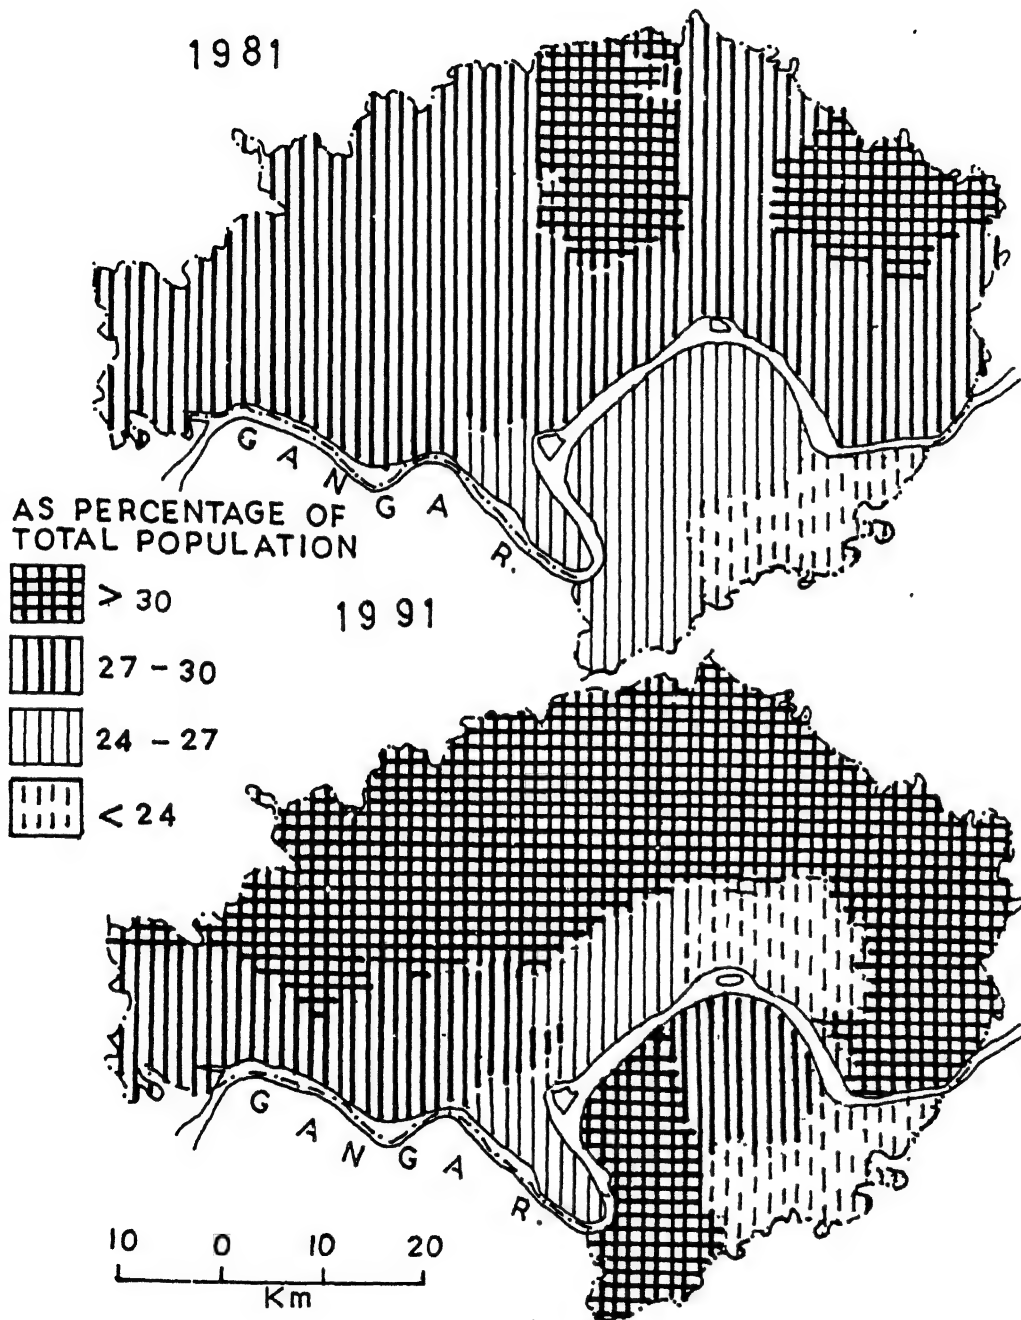 1981
GANGA R.
AS PERCENTAGE OF
TOTAL POPULATION
> 30
27 - 30
24 - 27
< 24
1991
GANGA R.
10 0 10 20
Km